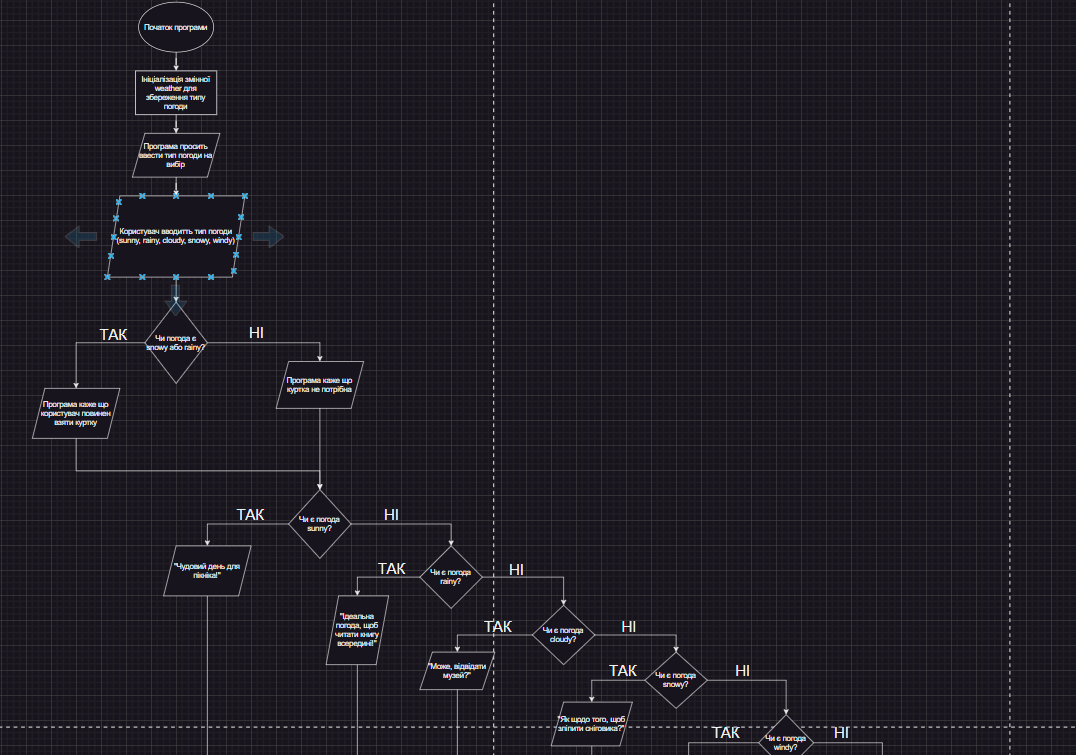 Початок програми
Ініціалізація змінної
weather для
збереження типу
погоди
Програма просить
ввести тип погоди на
вибір
Користувач вводитть тип погоди
(sunny, rainy, cloudy, snowy, windy)
ТАК
НІ
Чи погода є
snowy або rainy?
Програма каже що
куртка не потрібна
Програма каже що
користувач повинен
взяти куртку
ТАК
НІ
Чи є погода
sunny?
"Чудовий день для
пікніка!"
ТАК
НІ
Чи є погода
rainy?
"Ідеальна
погода, щоб
читати книгу
всередині!"
ТАК
НІ
Чи є погода
cloudy?
"Може, відвідати
музей?"
ТАК
НІ
Чи є погода
snowy?
"Як щодо того, щоб
зліпити сніговика?"
ТАК
НІ
Чи є погода
windy?